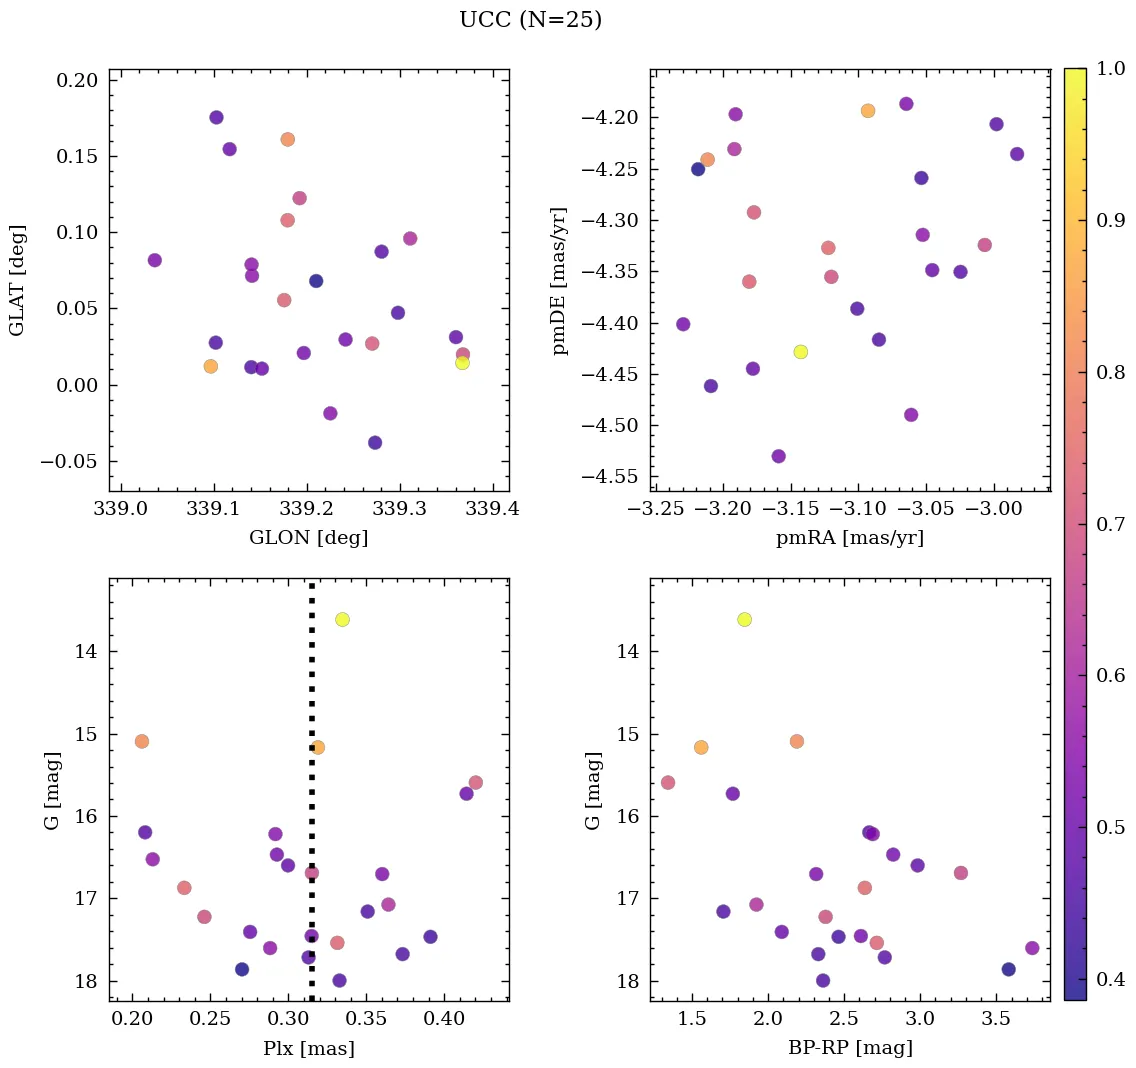 UCC (N=25)
0.20
0.15
0.10
0.05
0.00
−0.05
GLAT [deg]
339.0 339.1 339.2 339.3 339.4
GLON [deg]
−4.20
−4.25
−4.30
−4.35
−4.40
−4.45
−4.50
−4.55
pmDE [mas/yr]
−3.25 −3.20 −3.15 −3.10 −3.05 −3.00
pmRA [mas/yr]
14
15
16
17
18
G [mag]
0.20 0.25 0.30 0.35 0.40
Plx [mas]
14
15
16
17
18
G [mag]
1.5 2.0 2.5 3.0 3.5
BP-RP [mag]
1.0
0.9
0.8
0.7
0.6
0.5
0.4